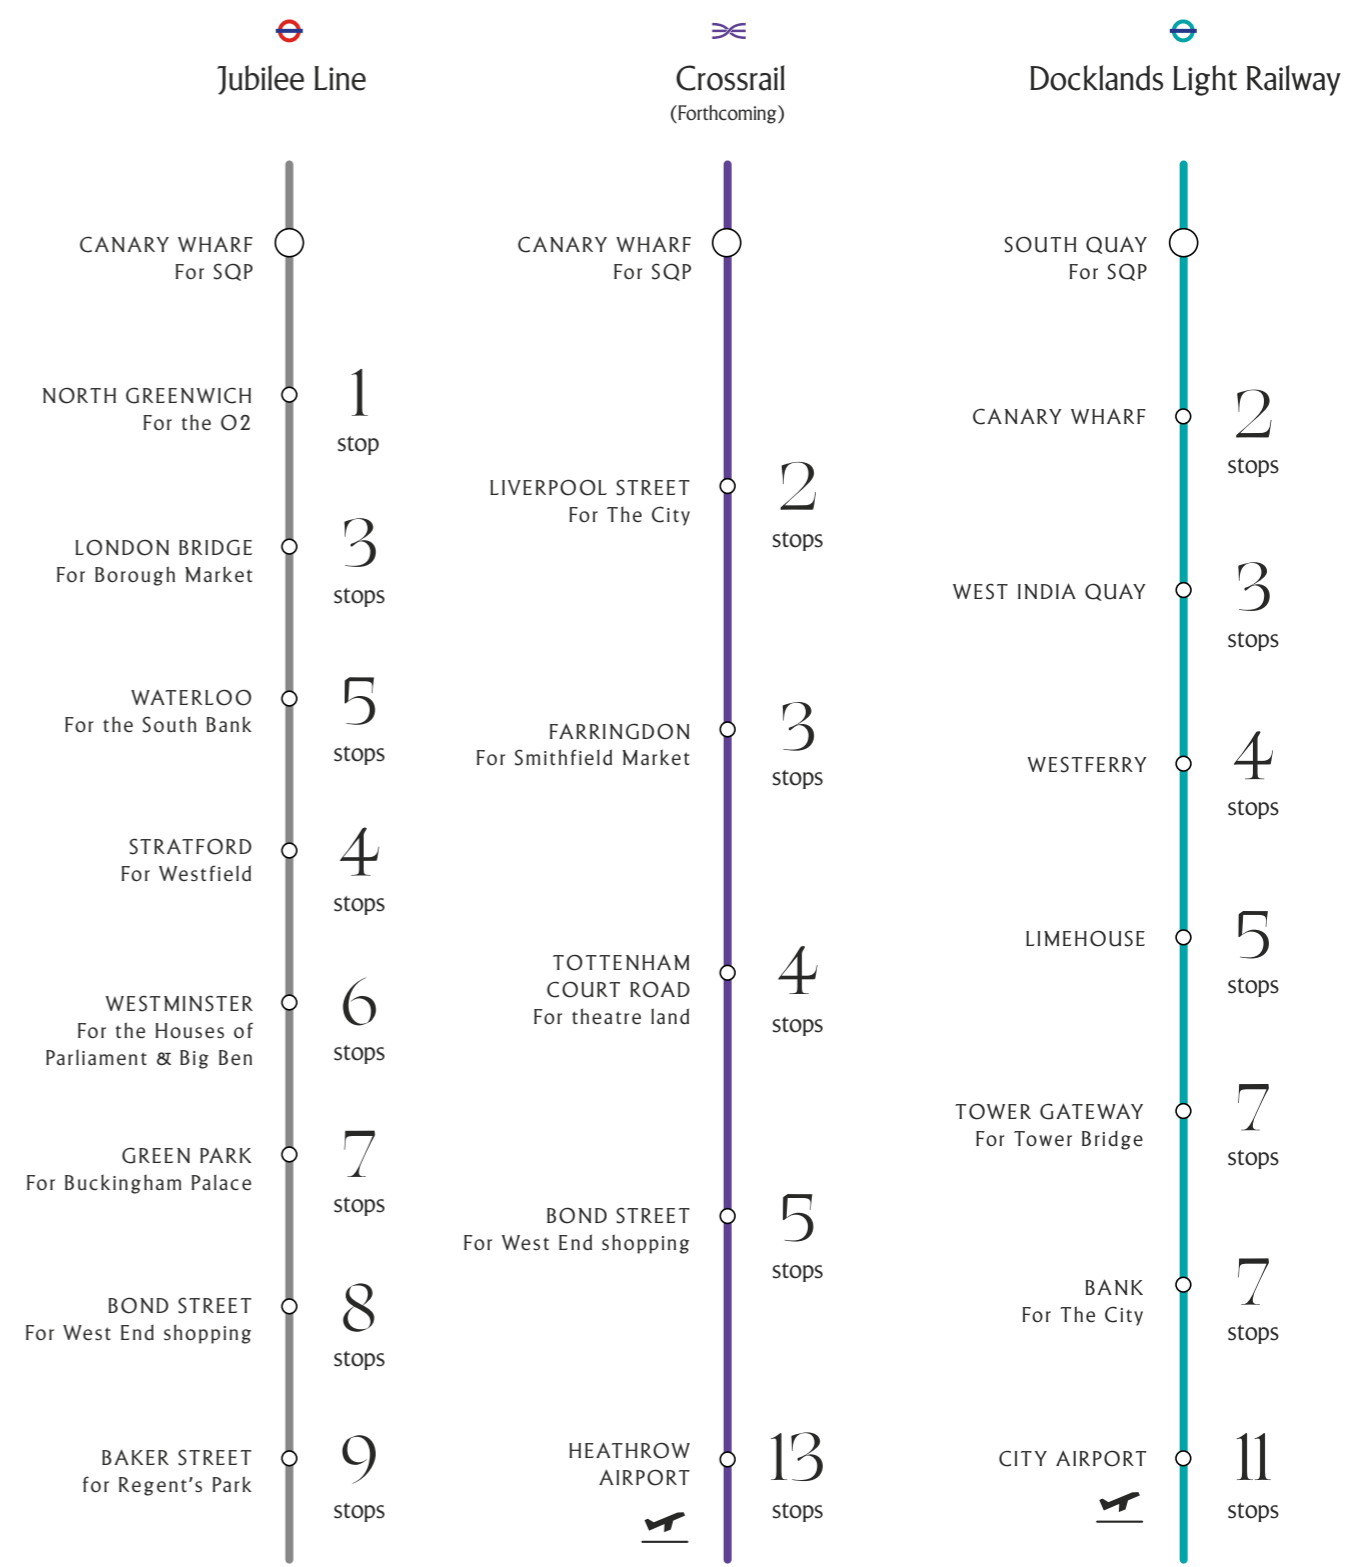 Jubilee Line
CANARY WHARF
For SQP
NORTH GREENWICH
For the O2
1
stop
LONDON BRIDGE
For Borough Market
3
stops
WATERLOO
For the South Bank
5
stops
STRATFORD
For Westfield
4
stops
WESTMINSTER
For the Houses of
Parliament & Big Ben
6
stops
GREEN PARK
For Buckingham Palace
7
stops
BOND STREET
For West End shopping
8
stops
BAKER STREET
for Regent's Park
9
stops
Crossrail
(Forthcoming)
CANARY WHARF
For SQP
LIVERPOOL STREET
For The City
2
stops
FARRINGDON
For Smithfield Market
3
stops
TOTTENHAM
COURT ROAD
For theatre land
4
stops
BOND STREET
For West End shopping
5
stops
HEATHROW
AIRPORT
13
stops
Docklands Light Railway
SOUTH QUAY
For SQP
CANARY WHARF
2
stops
WEST INDIA QUAY
3
stops
WESTFERRY
4
stops
LIMEHOUSE
5
stops
TOWER GATEWAY
For Tower Bridge
7
stops
BANK
For The City
7
stops
CITY AIRPORT
11
stops